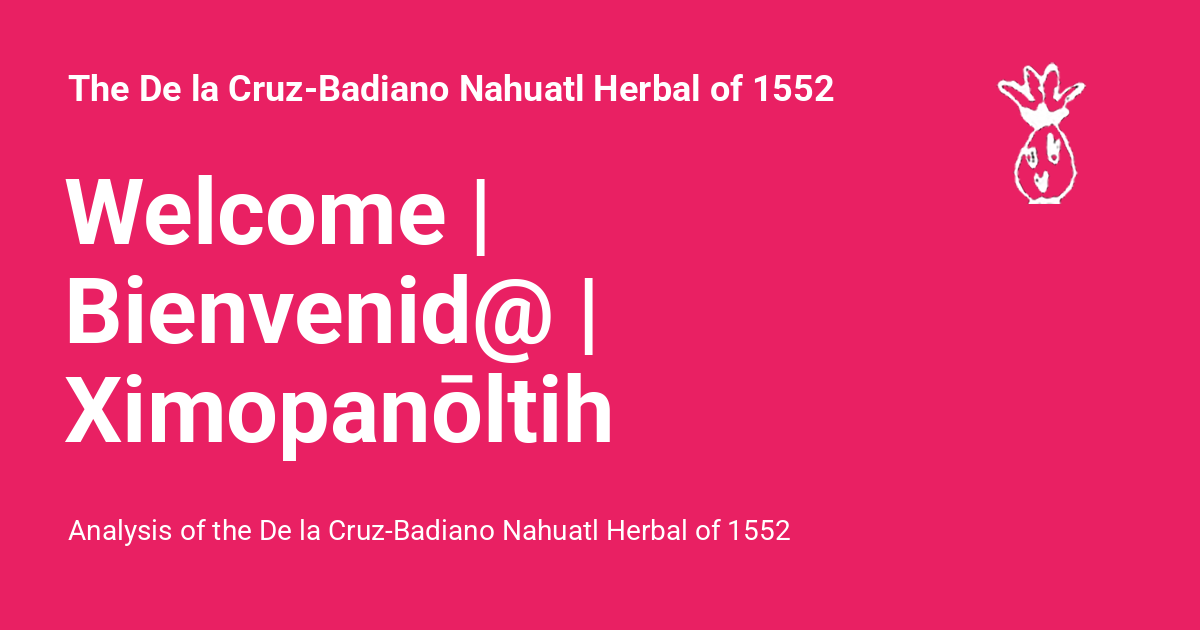 The De la Cruz-Badiano Nahuatl Herbal of 1552
Welcome |
Bienvenid@ |
Ximopanōltih
Analysis of the De la Cruz-Badiano Nahuatl Herbal of 1552